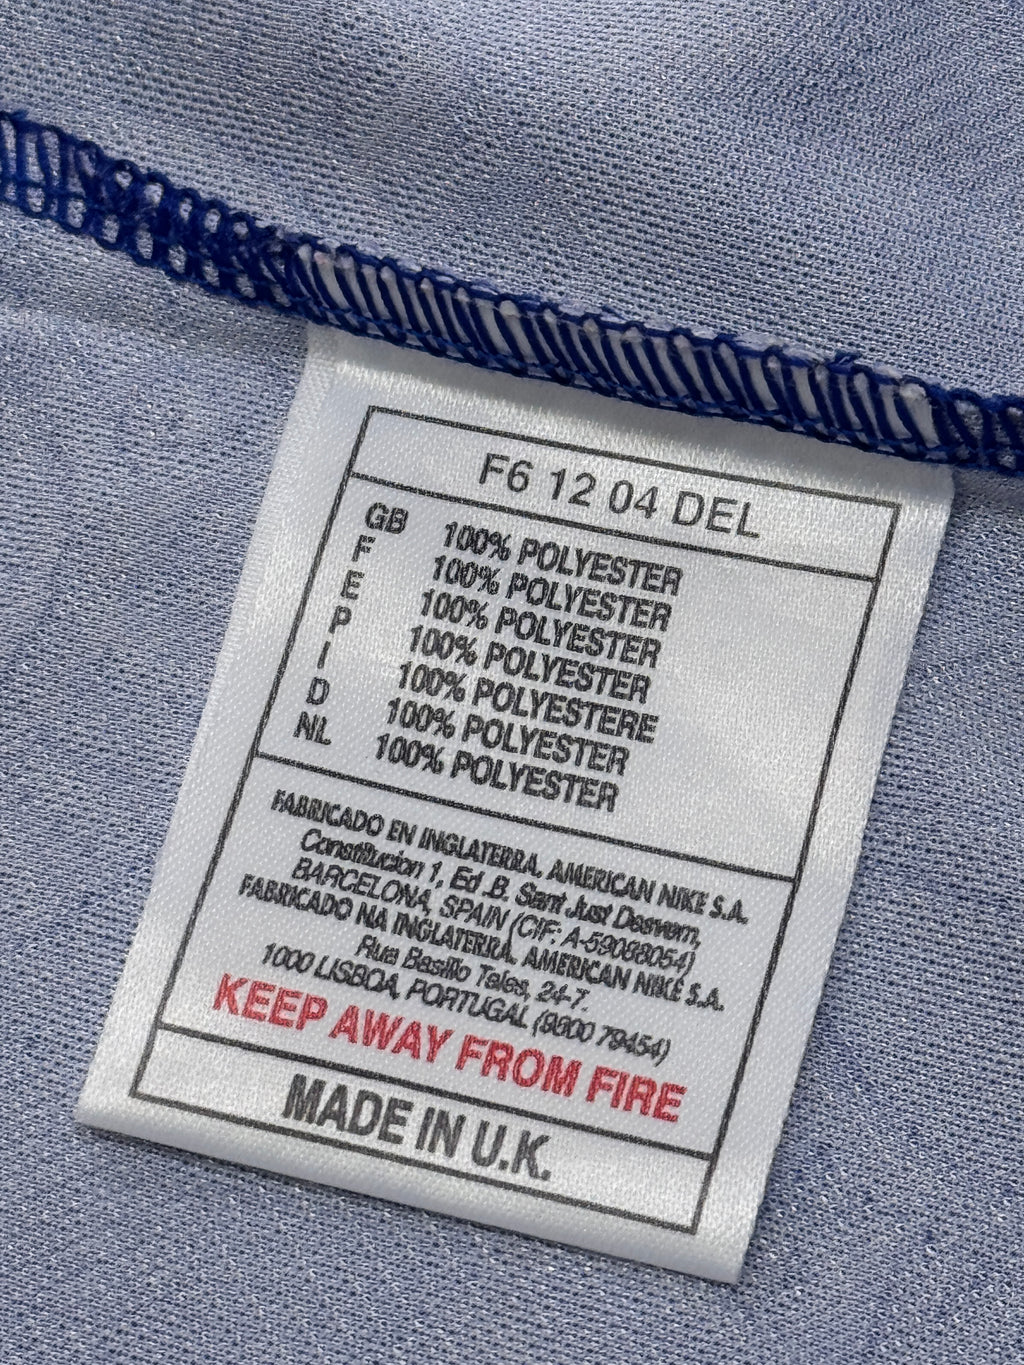 F6 12 04 DEL
GB 100% POLYESTER
F 100% POLYESTER
E 100% POLYESTER
P 100% POLYESTER
I 100% POLYESTERE
D 100% POLYESTER
NL 100% POLYESTER
FABRICADO EN INGLATERRA, AMERICAN NIKE S.A.
Constitucion 1, Ed .B. Sant Just Desvern,
BARCELONA, SPAIN (CIF: A-59088054)
FABRICADO NA INGLATERRA, AMERICAN NIKE S.A.
Rua Basilio Teles, 24-7,
1000 LISBOA, PORTUGAL (9800 79454)
KEEP AWAY FROM FIRE
MADE IN U.K.